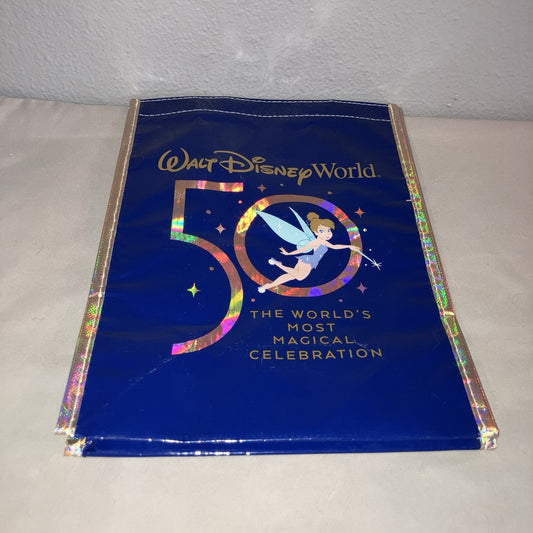 Walt Disney World®
50
THE WORLD'S
MOST
MAGICAL
CELEBRATION